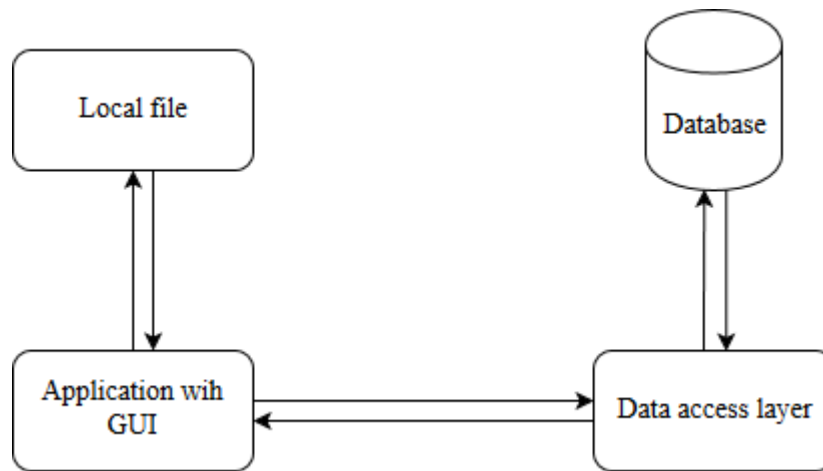 Local file
Database
Application wih
GUI
Data access layer